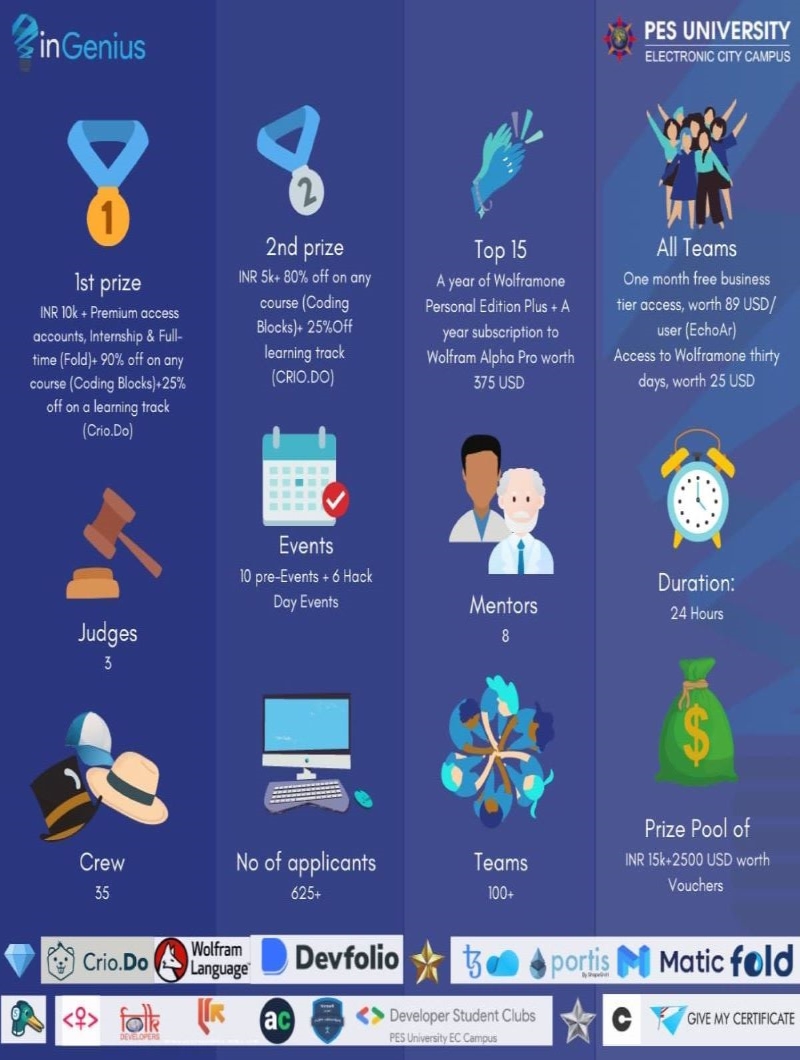 inGenius
PES UNIVERSITY
ELECTRONIC CITY CAMPUS
1
1st prize
INR 10k + Premium access
accounts, Internship & Full-
time (Fold)+ 90% off on any
course (Coding Blocks)+25%
off on a learning track
(Crio.Do)
2
2nd prize
INR 5k+ 80% off on any
course (Coding
Blocks)+ 25%Off
learning track
(CRIO.DO)
Top 15
A year of Wolframone
Personal Edition Plus + A
year subscription to
Wolfram Alpha Pro worth
375 USD
All Teams
One month free business
tier access, worth 89 USD/
user (EchoAr)
Access to Wolframone thirty
days, worth 25 USD
Judges
3
Events
10 pre-Events + 6 Hack
Day Events
Mentors
8
Duration:
24 Hours
Crew
35
No of applicants
625+
Teams
100+
$
Prize Pool of
INR 15k+2500 USD worth
Vouchers
Crio.Do
Wolfram
Language
Devfolio
portis
Matic
fold
folk
DEVELOPERS
ac
Developer Student Clubs
PES University EC Campus
C
GIVE MY CERTIFICATE